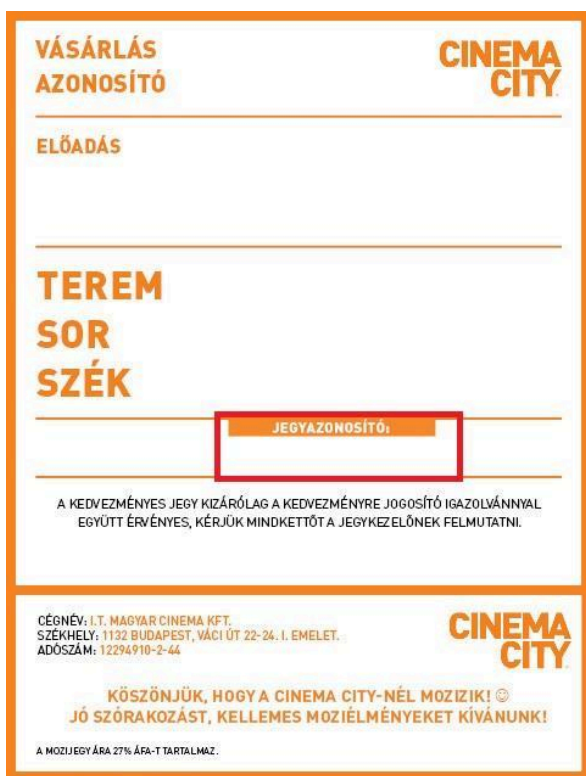 VÁSÁRLÁS
AZONOSÍTÓ
CINEMA
CITY
ELŐADÁS
TEREM
SOR
SZÉK
JEGYAZONOSÍTÓ:
A KEDVEZMÉNYES JEGY KIZÁRÓLAG A KEDVEZMÉNYRE JOGOSÍTÓ IGAZOLVÁNNYAL
EGYÜTT ÉRVÉNYES, KÉRJÜK MINDKETTŐT A JEGYKEZELŐNEK FELMUTATNI.
CÉGNÉV: I.T. MAGYAR CINEMA KFT.
SZÉKHELY: 1132 BUDAPEST, VÁCI ÚT 22-24. I. EMELET.
ADÓSZÁM: 12294910-2-44
CINEMA
CITY
KÖSZÖNJÜK, HOGY A CINEMA CITY-NÉL MOZIZIK! ☺
JÓ SZÓRAKOZÁST, KELLEMES MOZIÉLMÉNYEKET KÍVÁNUNK!
A MOZIJEGY ÁRA 27% ÁFA-T TARTALMAZ.